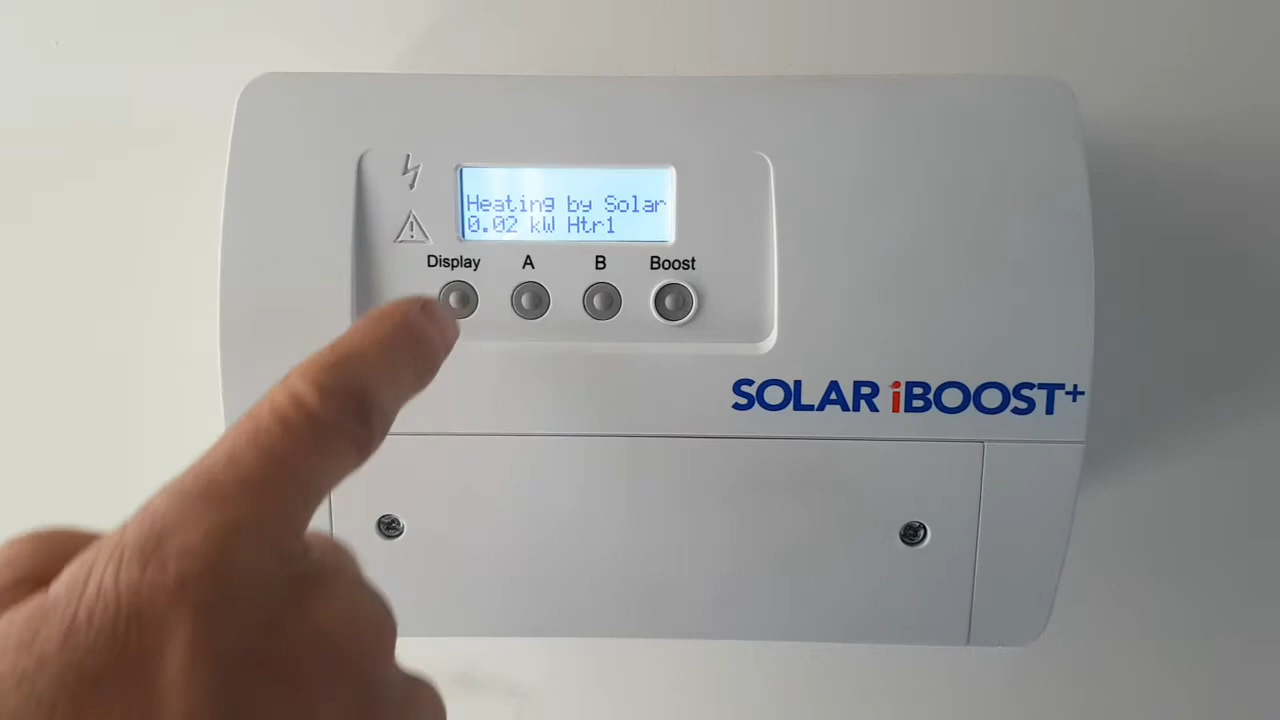 Heating by Solar
0.02 kW Htr1
Display A B Boost
SOLAR iBOOST+